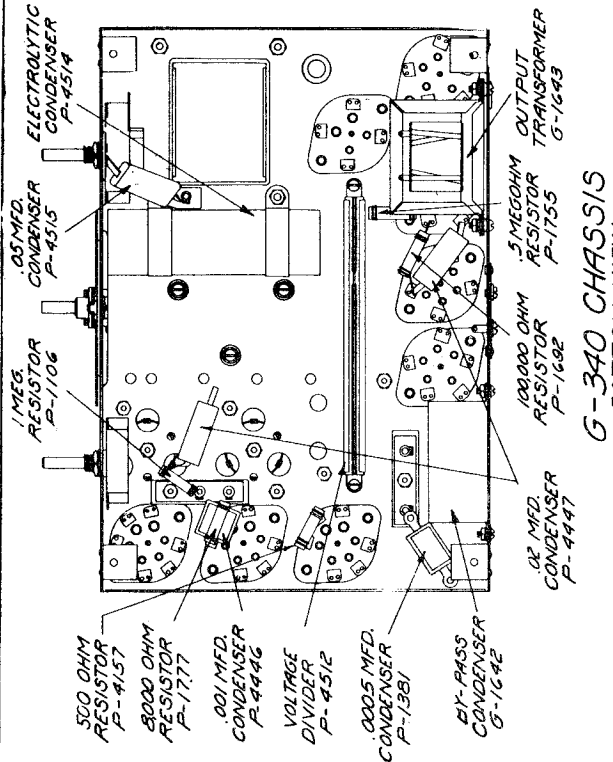 ELECTROLYTIC
CONDENSER
P-4514
.05 MFD.
CONDENSER
P-4515
1 MEG.
RESISTOR
P-1106
500 OHM
RESISTOR
P-4157
8000 OHM
RESISTOR
P-1777
.001 MFD.
CONDENSER
P-4446
VOLTAGE
DIVIDER
P-4512
.0005 MFD.
CONDENSER
P-1381
BY-PASS
CONDENSER
G-1642
.02 MFD.
CONDENSER
P-4447
100,000 OHM
RESISTOR
P-1692
.5 MEGOHM
RESISTOR
P-1755
OUTPUT
TRANSFORMER
G-1643
G-340 CHASSIS